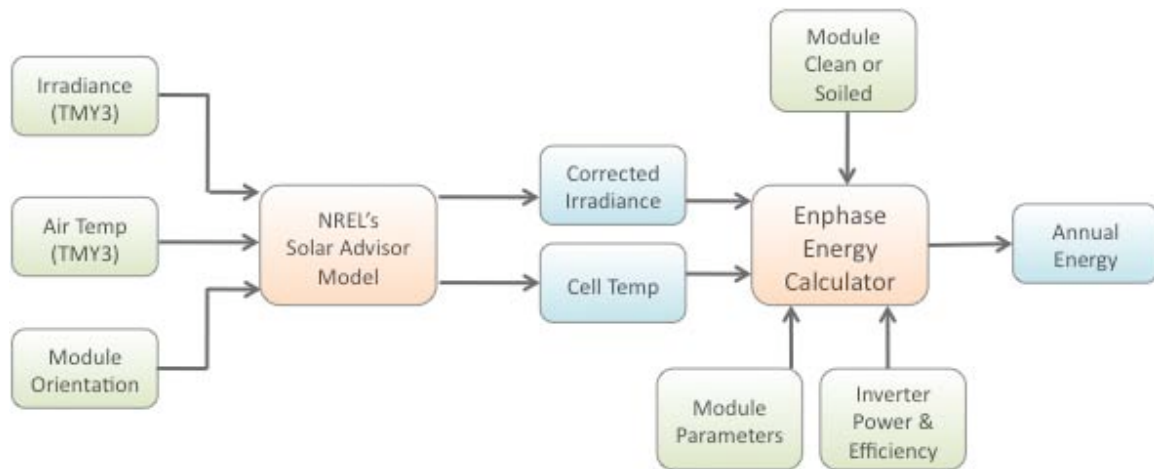 Irradiance
(TMY3)
Air Temp
(TMY3)
Module
Orientation
NREL's
Solar Advisor
Model
Corrected
Irradiance
Cell Temp
Module
Clean or
Soiled
Enphase
Energy
Calculator
Module
Parameters
Inverter
Power &
Efficiency
Annual
Energy